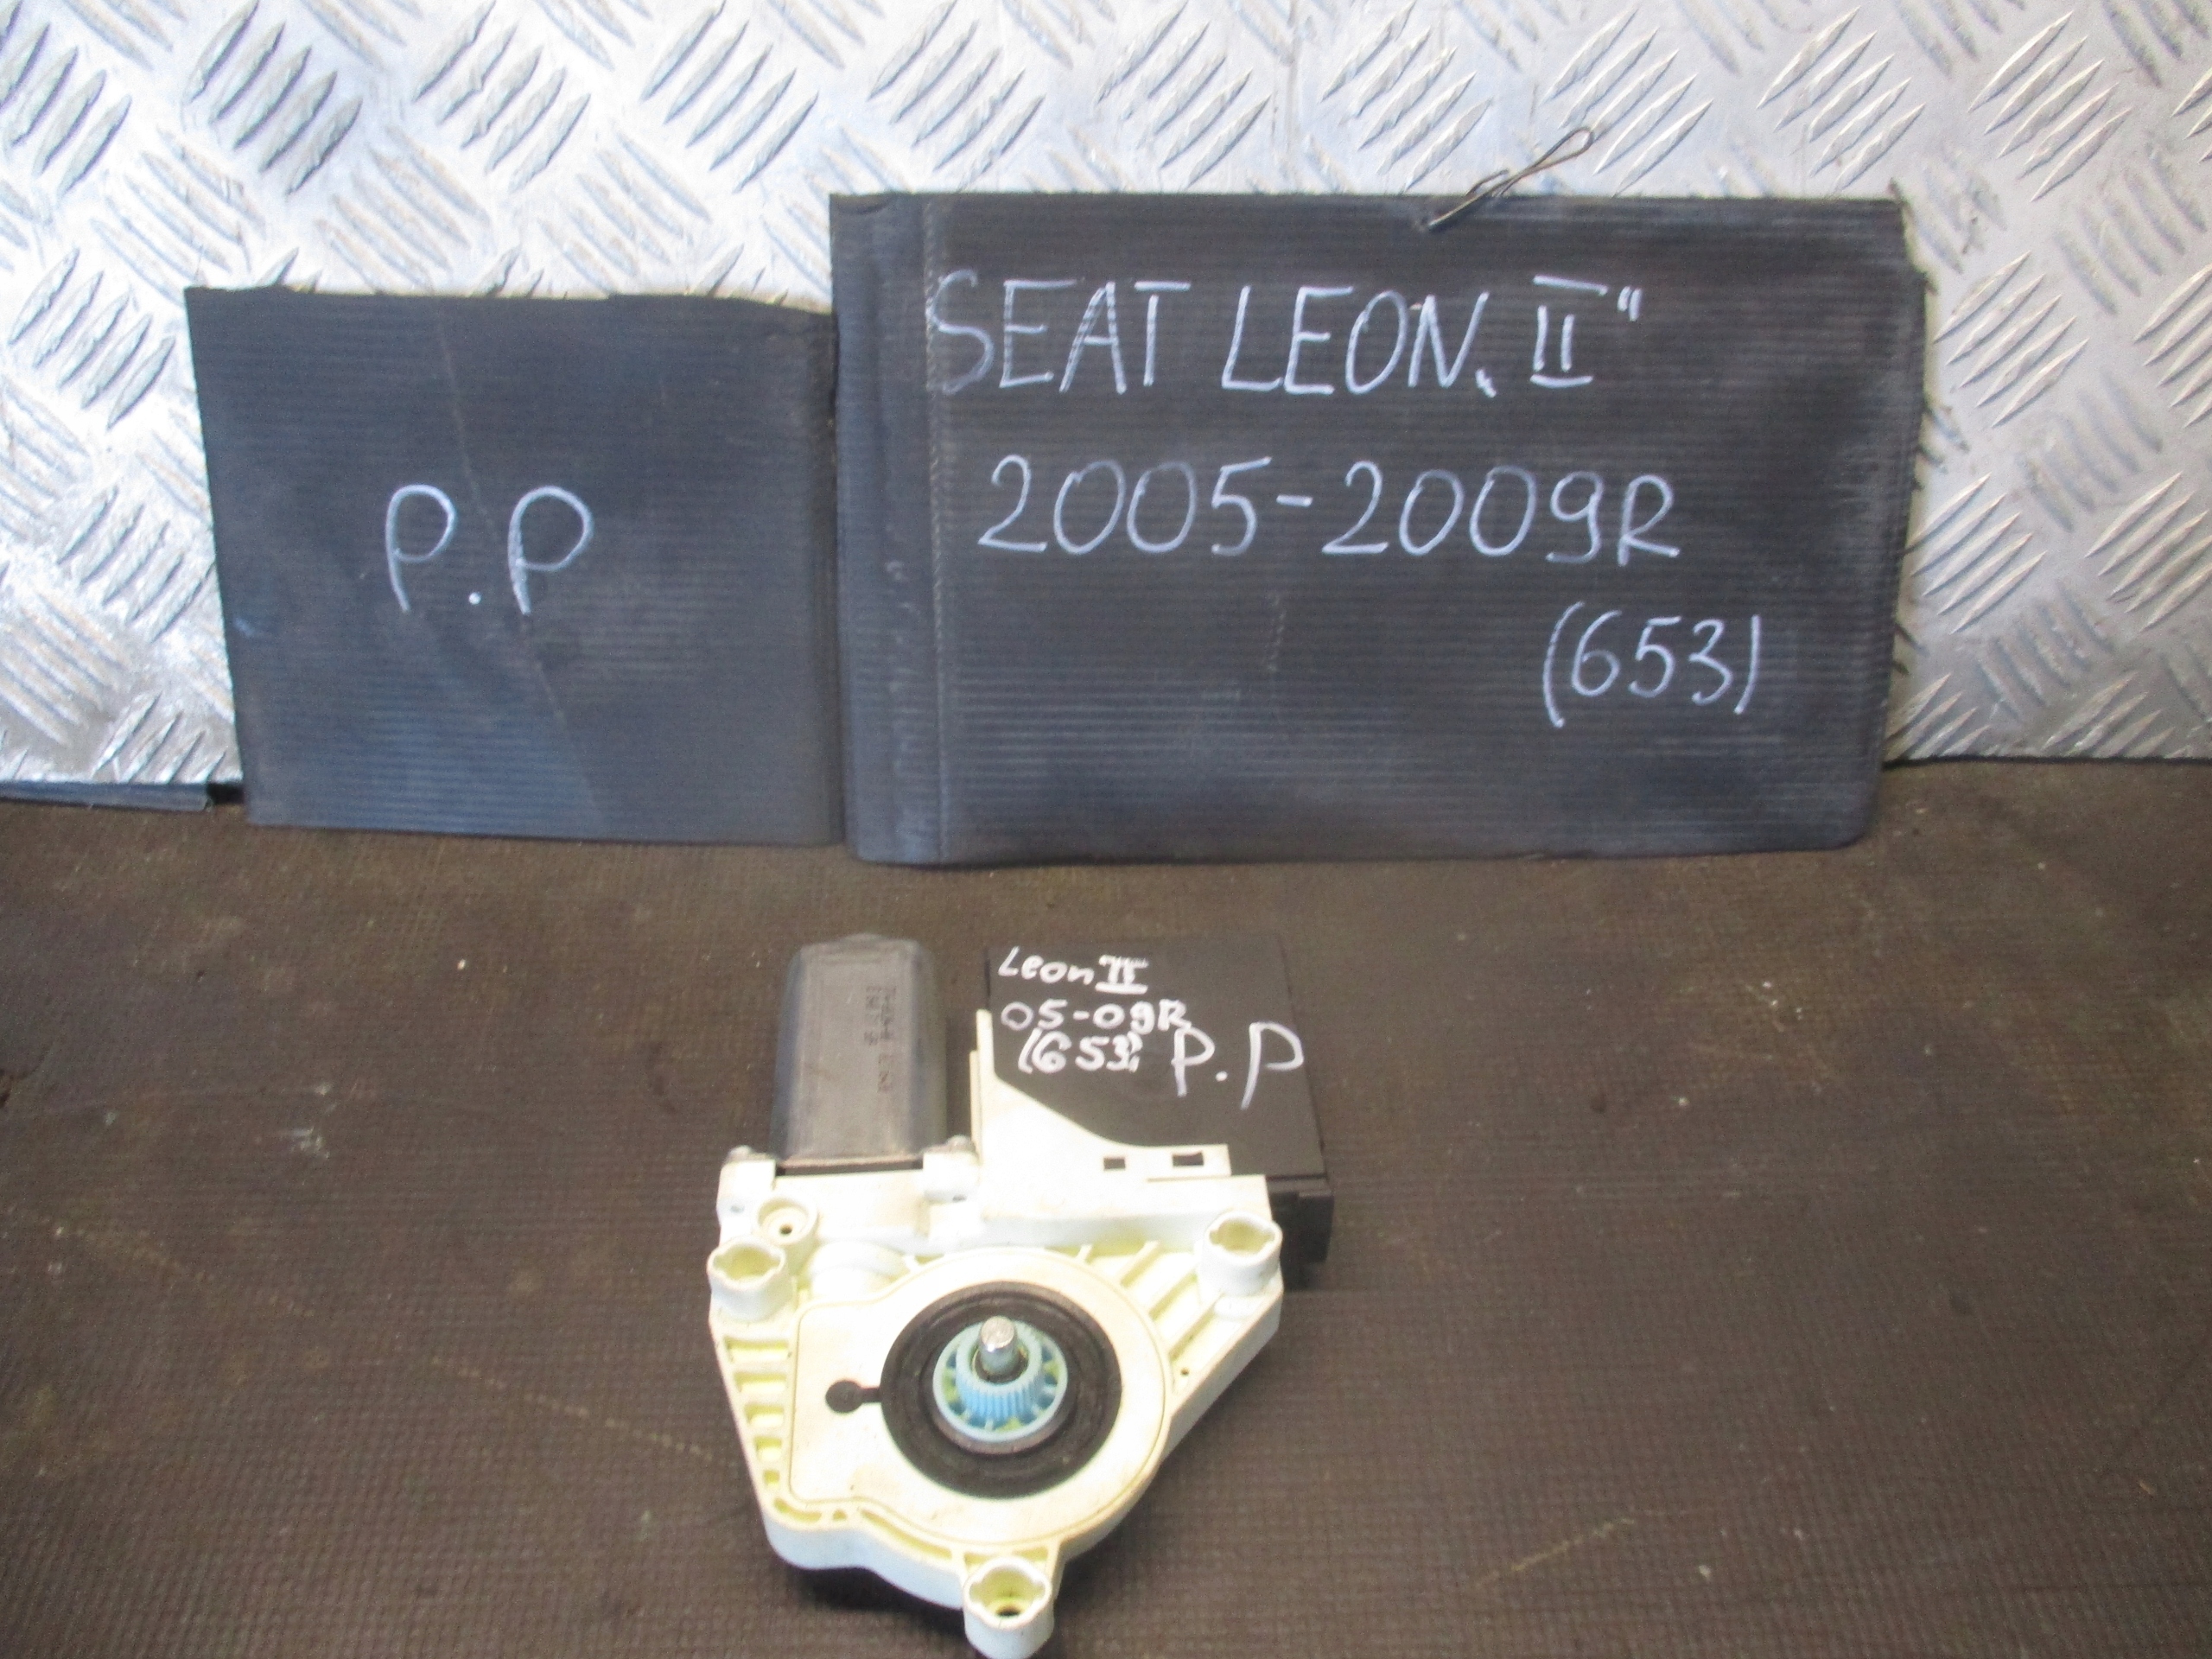 P.P
SEAT LEON. II"
2005-2009R
(653)
Leon II
05-09R
(653) P.P